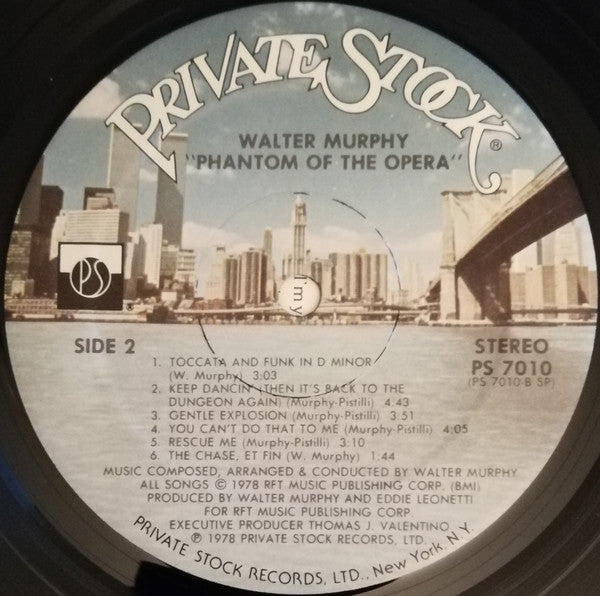 PRIVATE STOCK®
WALTER MURPHY
"PHANTOM OF THE OPERA"
PS®
I'm y
SIDE 2
STEREO
PS 7010
(PS 7010-B SP)
1. TOCCATA AND FUNK IN D MINOR
(W. Murphy) 3:03
2. KEEP DANCIN' (THEN IT'S BACK TO THE
DUNGEON AGAIN) (Murphy-Pistilli) 4:43
3. GENTLE EXPLOSION (Murphy-Pistilli) 3:51
4. YOU CAN'T DO THAT TO ME (Murphy-Pistilli) 4:05
5. RESCUE ME (Murphy-Pistilli) 3:10
6. THE CHASE, ET FIN (W. Murphy) 1:44
MUSIC COMPOSED, ARRANGED & CONDUCTED BY WALTER MURPHY
ALL SONGS © 1978 RFT MUSIC PUBLISHING CORP. (BMI)
PRODUCED BY WALTER MURPHY AND EDDIE LEONETTI
FOR RFT MUSIC PUBLISHING CORP.
EXECUTIVE PRODUCER THOMAS J. VALENTINO
℗ 1978 PRIVATE STOCK RECORDS, LTD.
PRIVATE STOCK RECORDS, LTD., New York, N.Y.